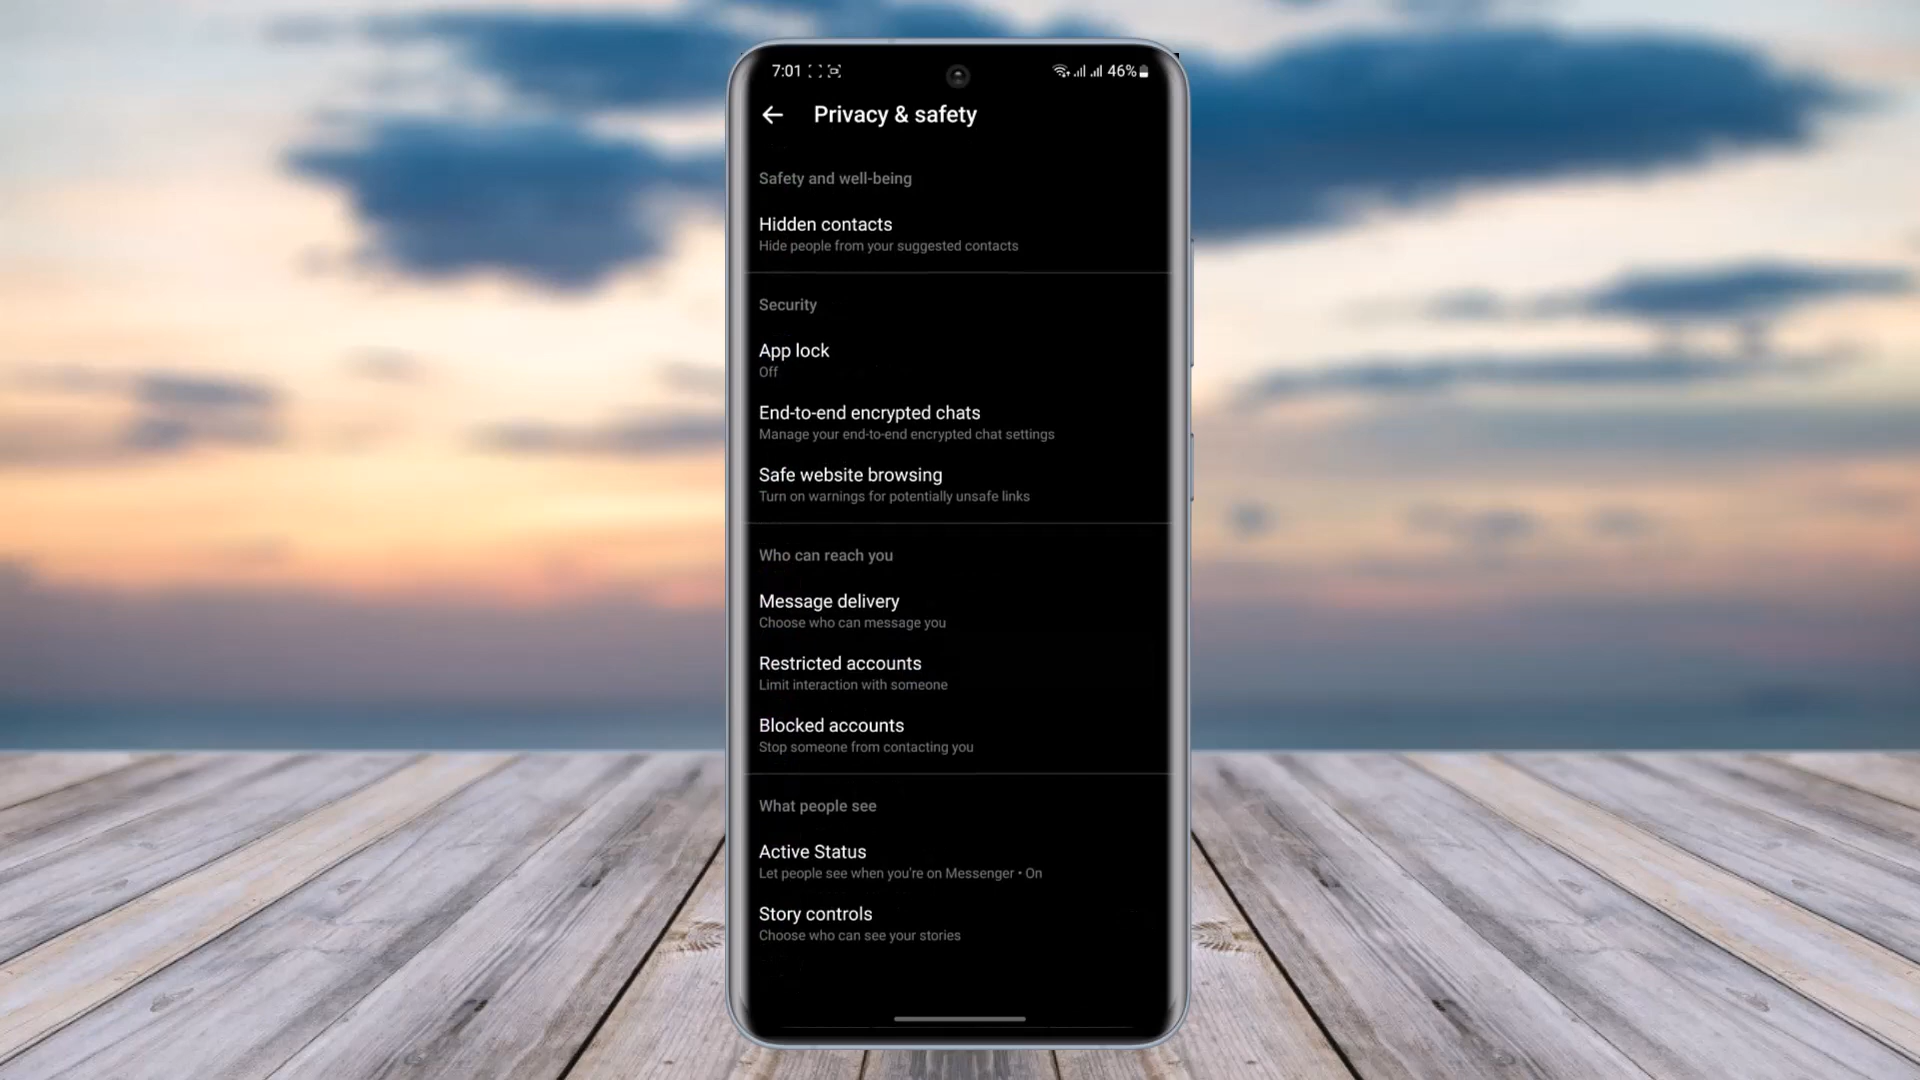 7:01 46%
Privacy & safety
Safety and well-being
Hidden contacts
Hide people from your suggested contacts
Security
App lock
Off
End-to-end encrypted chats
Manage your end-to-end encrypted chat settings
Safe website browsing
Turn on warnings for potentially unsafe links
Who can reach you
Message delivery
Choose who can message you
Restricted accounts
Limit interaction with someone
Blocked accounts
Stop someone from contacting you
What people see
Active Status
Let people see when you're on Messenger • On
Story controls
Choose who can see your stories